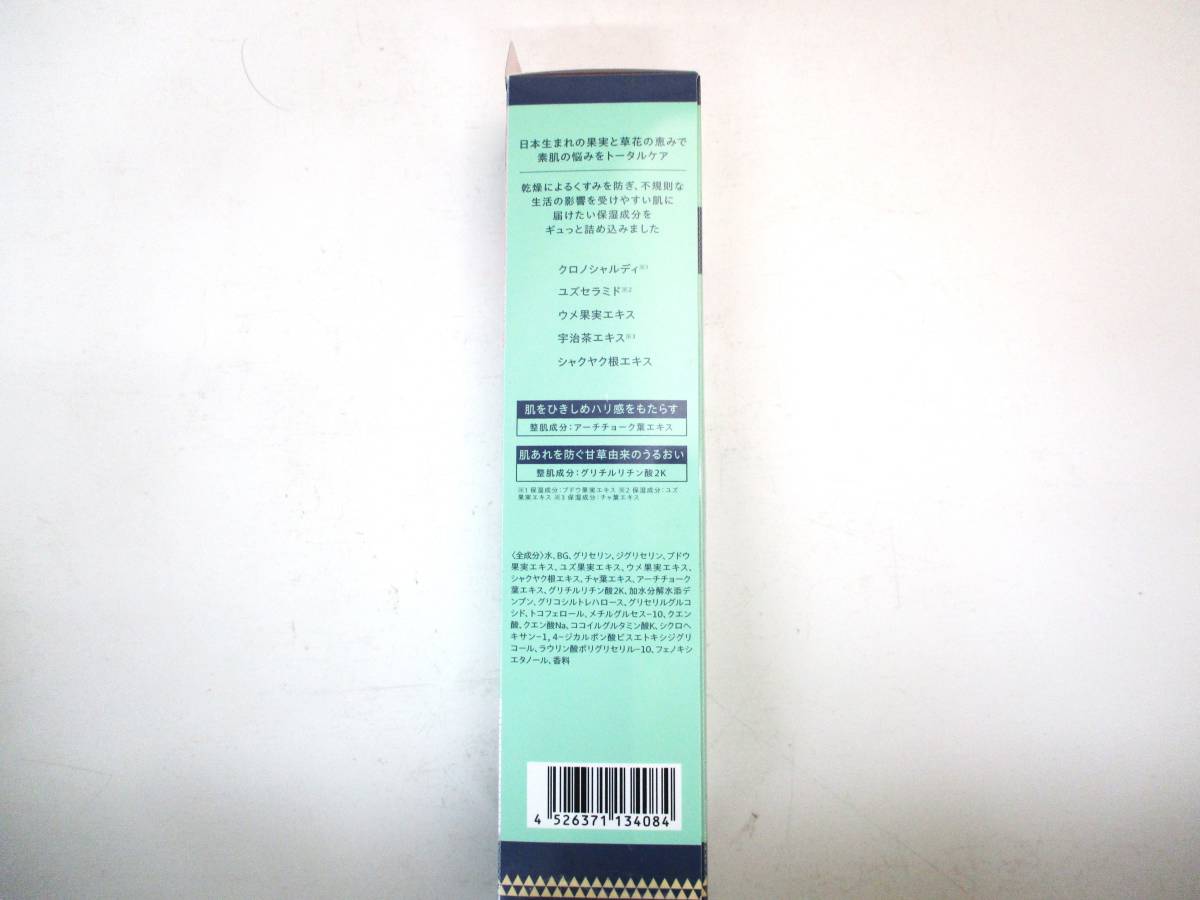 日本生まれの果実と草花の恵みで
素肌の悩みをトータルケア
乾燥によるくすみを防ぎ、不規則な
生活の影響を受けやすい肌に
届けたい保湿成分を
ギュっと詰め込みました
クロノシャルディ※1
ユズセラミド※2
ウメ果実エキス
宇治茶エキス※3
シャクヤク根エキス
肌をひきしめハリ感をもたらす
整肌成分：アーチチョーク葉エキス
肌あれを防ぐ甘草由来のうるおい
整肌成分：グリチルリチン酸2K
※1 保湿成分：ブドウ果実エキス ※2 保湿成分：ユズ
果実エキス ※3 保湿成分：チャ葉エキス
〈全成分〉水、BG、グリセリン、ジグリセリン、ブドウ
果実エキス、ユズ果実エキス、ウメ果実エキス、
シャクヤク根エキス、チャ葉エキス、アーチチョーク
葉エキス、グリチルリチン酸2K、加水分解水添デ
ンプン、グリコシルトレハロース、グリセリルグルコ
シド、トコフェロール、メチルグルセス-10、クエン
酸、クエン酸Na、ココイルグルタミン酸K、シクロヘ
キサン-1, 4-ジカルボン酸ビスエトキシジグリ
コール、ラウリン酸ポリグリセリル-10、フェノキシ
エタノール、香料
4 526371 134084